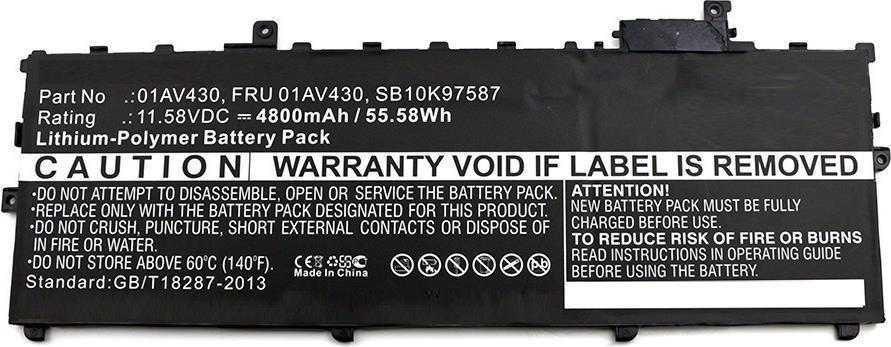 Part No .:01AV430, FRU 01AV430, SB10K97587
Rating .:11.58VDC ⎓ 4800mAh / 55.58Wh
Lithium-Polymer Battery Pack
CAUTION WARRANTY VOID IF LABEL IS REMOVED
•DO NOT ATTEMPT TO DISASSEMBLE, OPEN OR SERVICE THE BATTERY PACK.
•REPLACE ONLY WITH THE BATTERY PACK DESIGNATED FOR THIS PRODUCT.
•DO NOT CRUSH, PUNCTURE, SHORT EXTERNAL CONTACTS OR DISPOSE OF
IN FIRE OR WATER.
•DO NOT STORE ABOVE 60°C (140°F).
Standard:GB/T18287-2013
CE
Made In China
Pb
ATTENTION!
NEW BATTERY PACK MUST BE FULLY
CHARGED BEFORE USE.
TO REDUCE RISK OF FIRE OR BURNS
READ INSTRUCTIONS IN OPERATING GUIDE
BEFORE USING THE BATTERY.